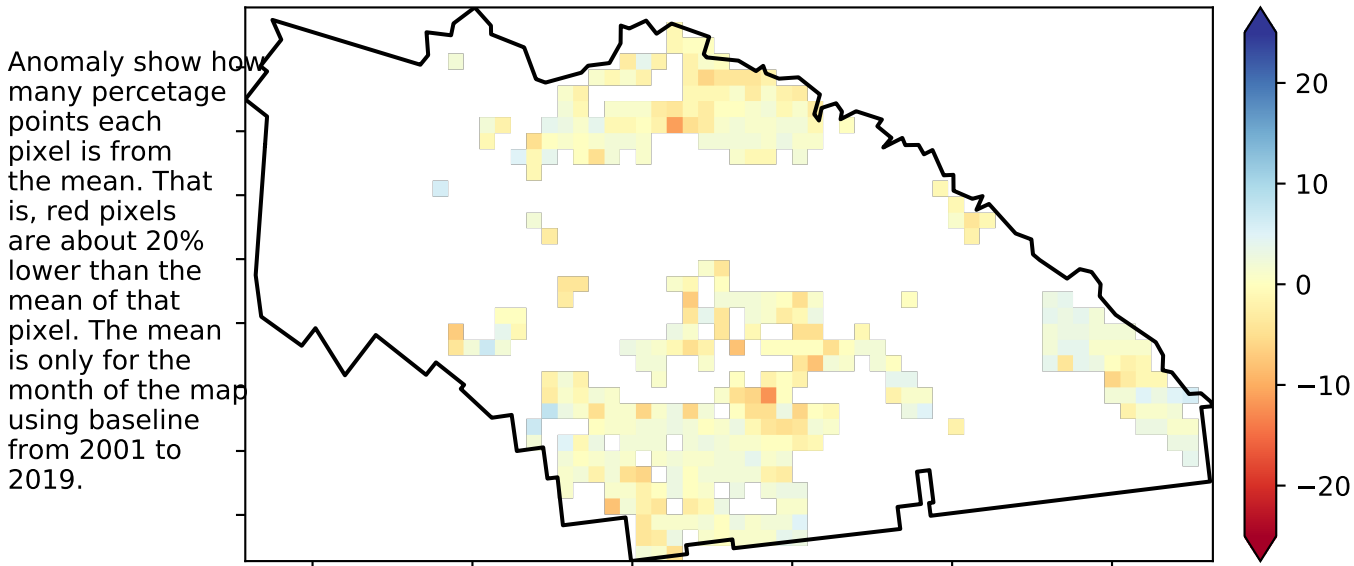 Anomaly show how
many percetage
points each
pixel is from
the mean. That
is, red pixels
are about 20%
lower than the
mean of that
pixel. The mean
is only for the
month of the map
using baseline
from 2001 to
2019.
20
10
0
−10
−20